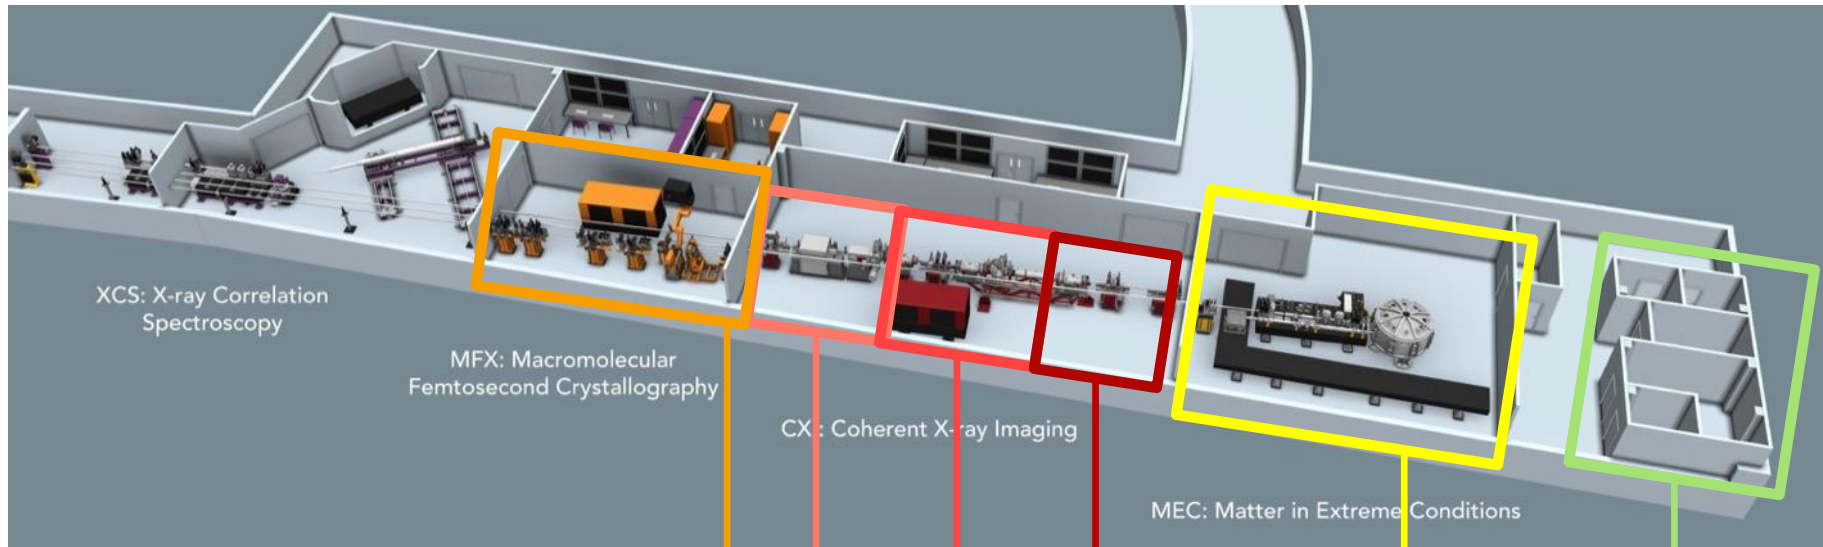 XCS: X-ray Correlation
Spectroscopy
MFX: Macromolecular
Femtosecond Crystallography
CXI: Coherent X-ray Imaging
MEC: Matter in Extreme Conditions